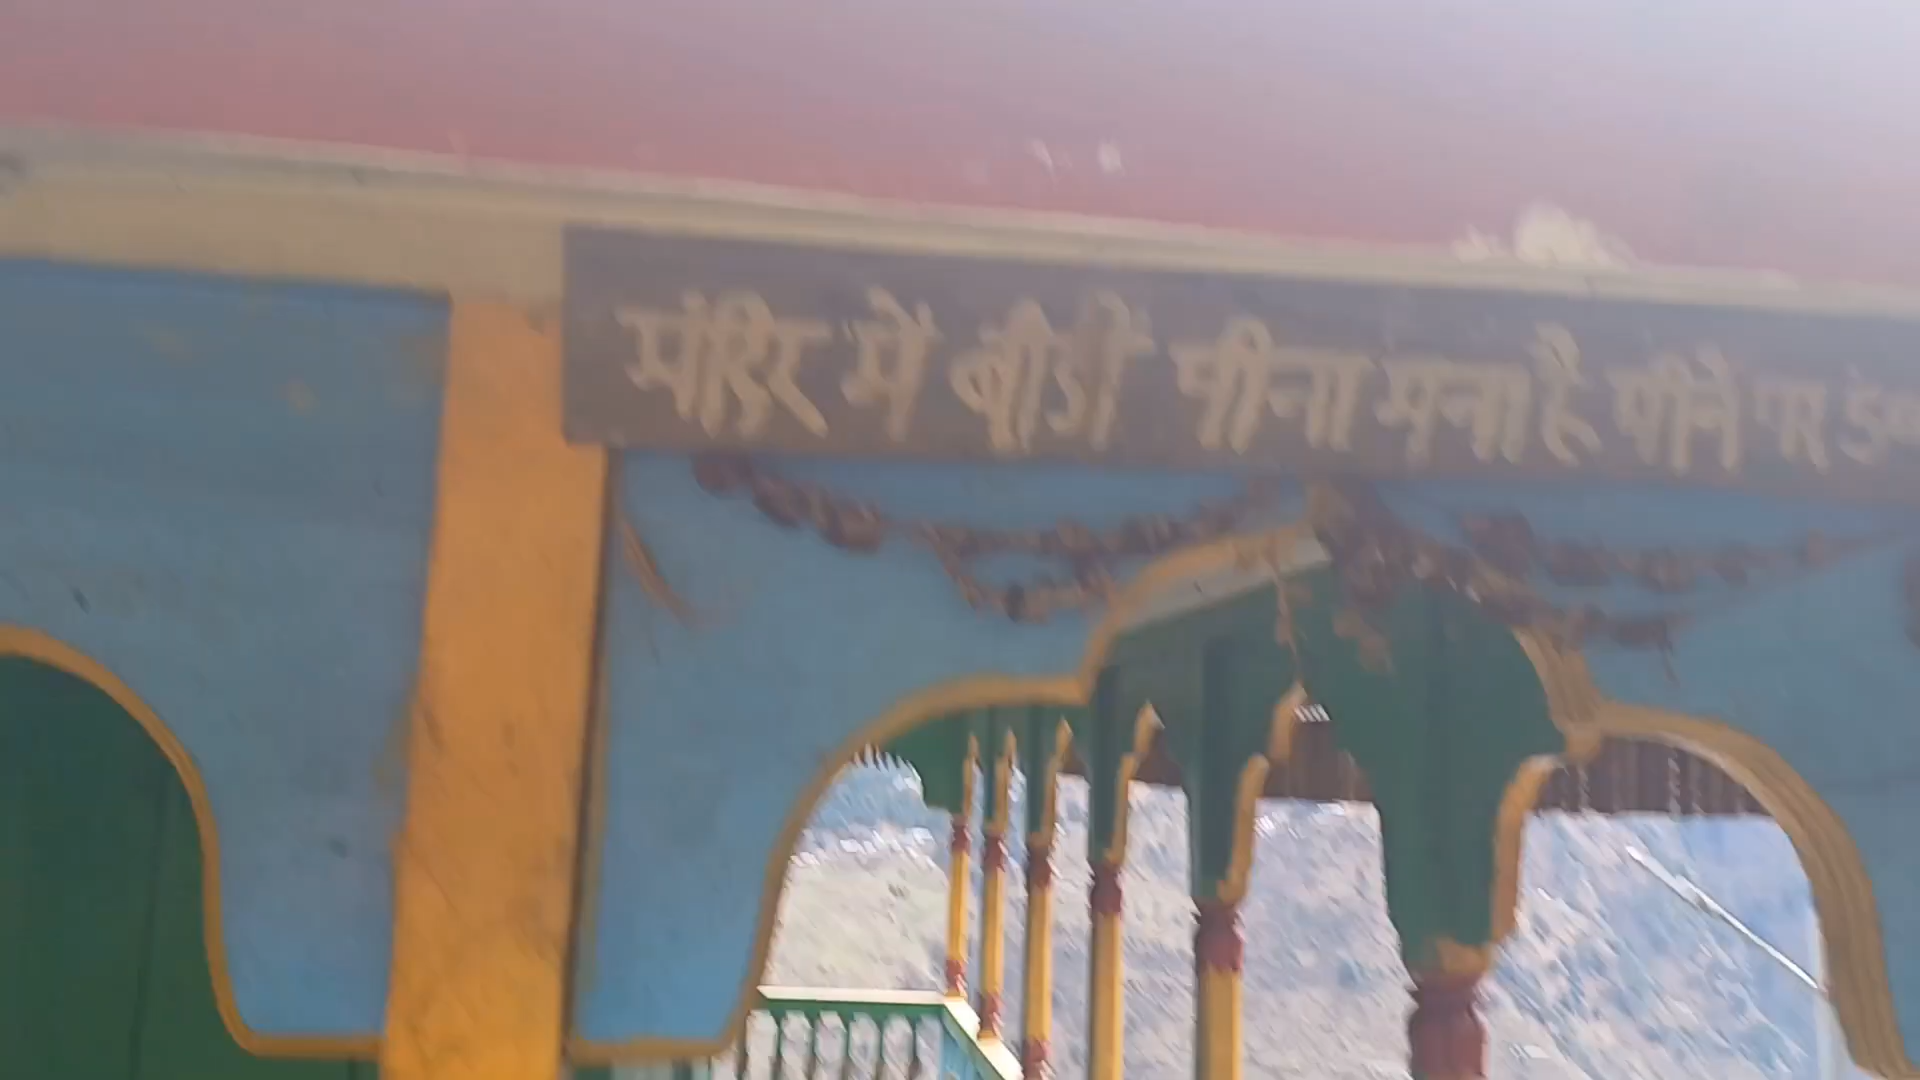 मंदिर में बीडी पीना मना है पीने पर